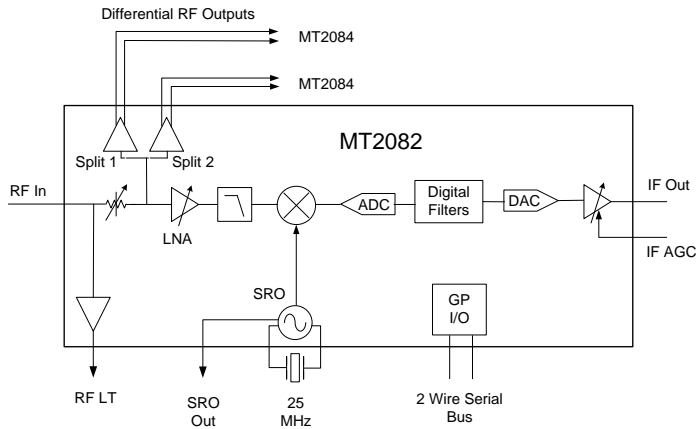 Differential RF Outputs
MT2084
MT2084
MT2082
Split 1
Split 2
RF In
LNA
ADC
Digital
Filters
DAC
IF Out
IF AGC
SRO
GP
I/O
RF LT
SRO
Out
25
MHz
2 Wire Serial
Bus